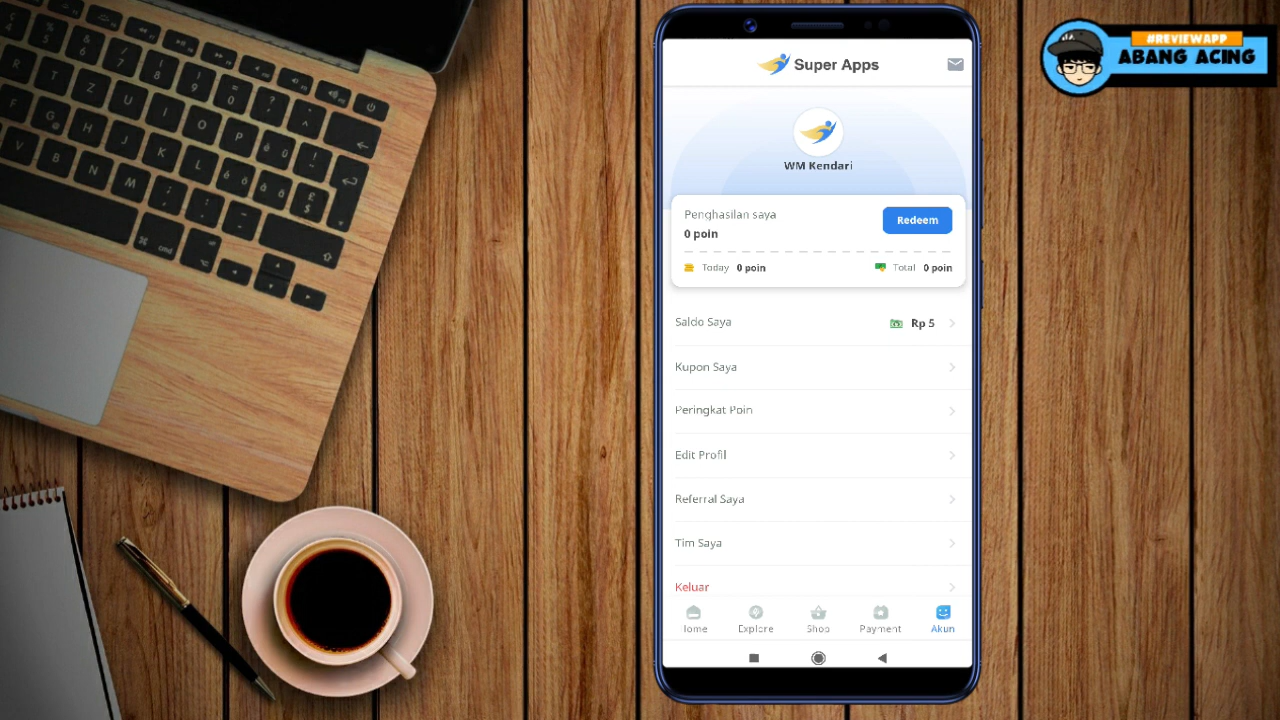 #REVIEWAPP
ABANG ACING
Super Apps
WM Kendari
Penghasilan saya
0 poin
Redeem
Today 0 poin
Total 0 poin
Saldo Saya
Rp 5
Kupon Saya
Peringkat Poin
Edit Profil
Referral Saya
Tim Saya
Keluar
Home
Explore
Shop
Payment
Akun